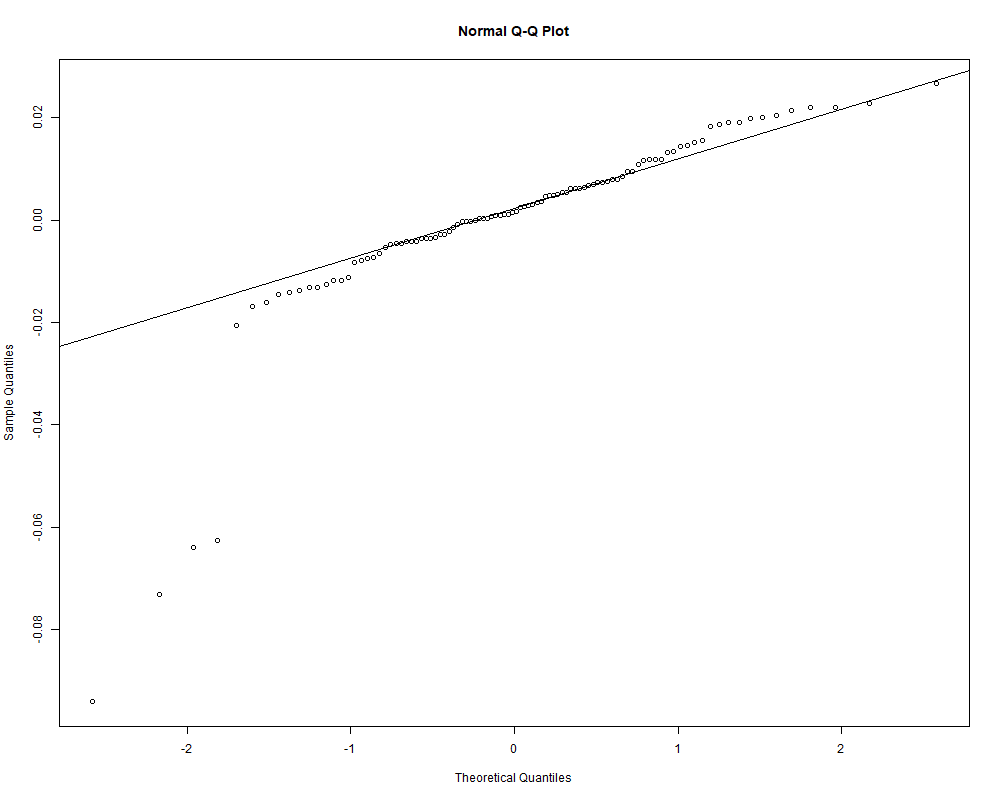 Normal Q-Q Plot
0.02
0.00
-0.02
-0.04
-0.06
-0.08
Sample Quantiles
-2 -1 0 1 2
Theoretical Quantiles